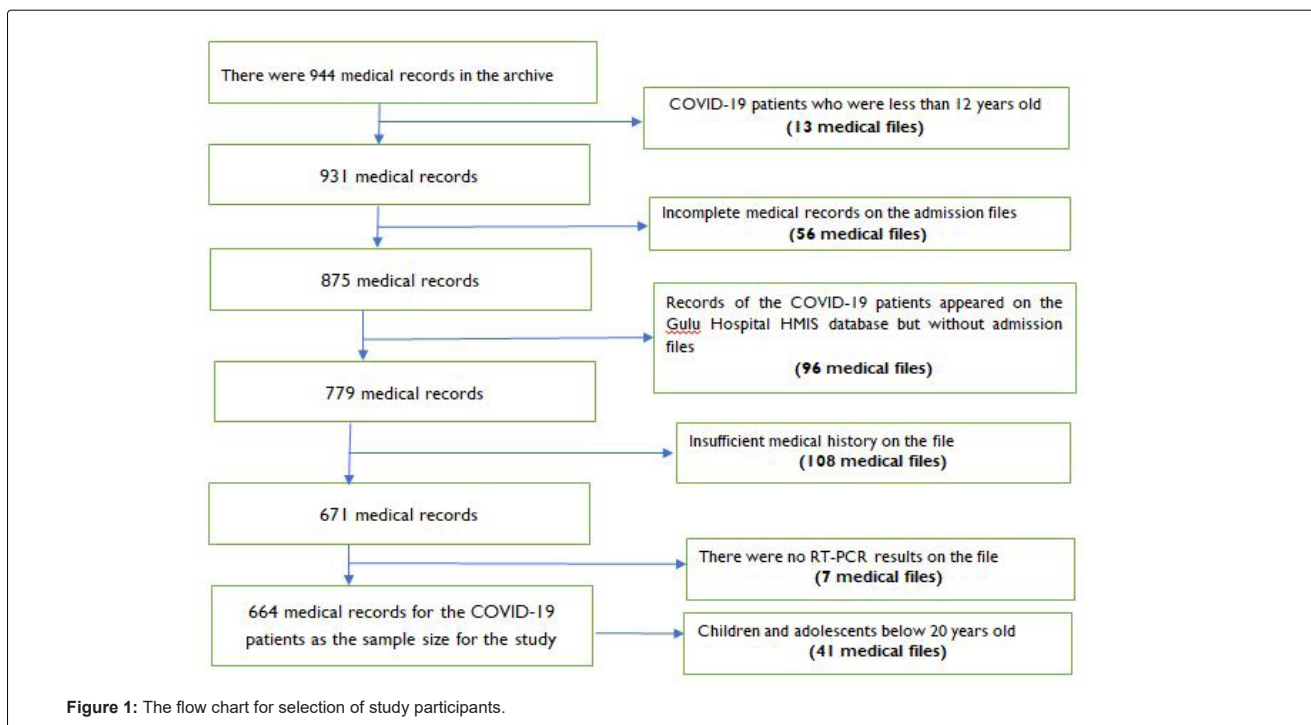 There were 944 medical records in the archive
COVID-19 patients who were less than 12 years old
(13 medical files)
931 medical records
Incomplete medical records on the admission files
(56 medical files)
875 medical records
Records of the COVID-19 patients appeared on the
Gulu Hospital HMIS database but without admission
files
(96 medical files)
779 medical records
Insufficient medical history on the file
(108 medical files)
671 medical records
There were no RT-PCR results on the file
(7 medical files)
664 medical records for the COVID-19
patients as the sample size for the study
Children and adolescents below 20 years old
(41 medical files)
Figure 1: The flow chart for selection of study participants.